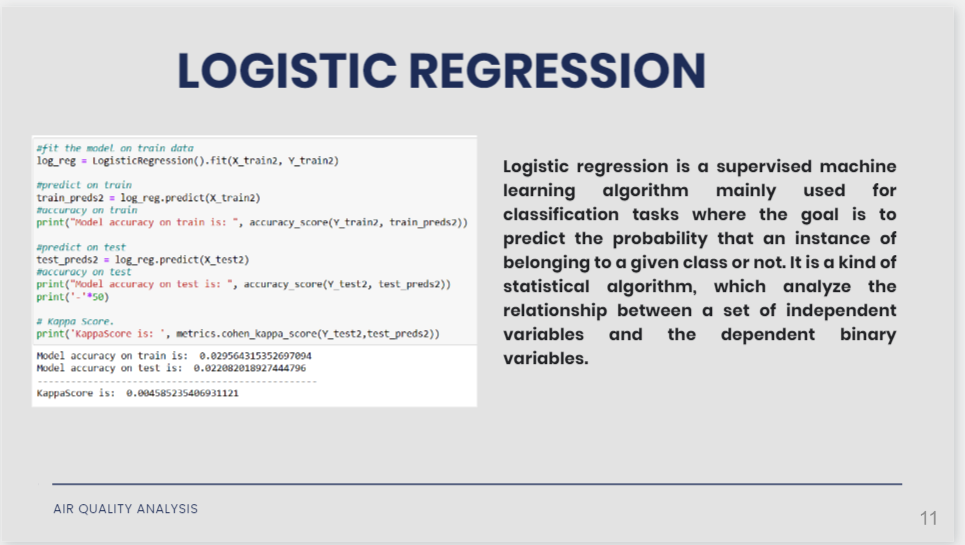 LOGISTIC REGRESSION
#fit the model on train data
log_reg = LogisticRegression().fit(X_train2, Y_train2)
#predict on train
train_preds2 = log_reg.predict(X_train2)
#accuracy on train
print("Model accuracy on train is: ", accuracy_score(Y_train2, train_preds2))
#predict on test
test_preds2 = log_reg.predict(X_test2)
#accuracy on test
print("Model accuracy on test is: ", accuracy_score(Y_test2, test_preds2))
print('-'*50)
# Kappa Score.
print('KappaScore is: ', metrics.cohen_kappa_score(Y_test2,test_preds2))
Model accuracy on train is:  0.029564315352697094
Model accuracy on test is:  0.022082018927444796
--------------------------------------------------
KappaScore is:  0.004585235406931121
Logistic regression is a supervised machine
learning algorithm mainly used for
classification tasks where the goal is to
predict the probability that an instance of
belonging to a given class or not. It is a kind of
statistical algorithm, which analyze the
relationship between a set of independent
variables and the dependent binary
variables.
AIR QUALITY ANALYSIS
11